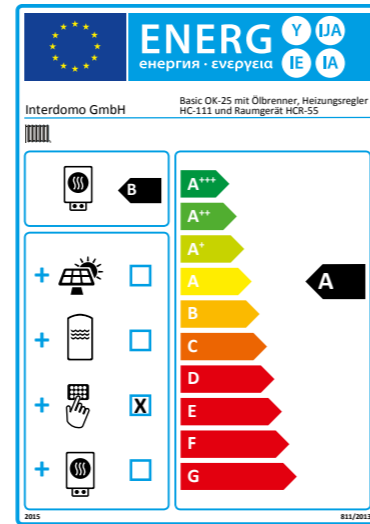 ENERG
Y IJA
IE IA
енергия · ενεργεια
Interdomo GmbH
Basic OK-25 mit Ölbrenner, Heizungsregler
HC-111 und Raumgerät HCR-55
B
A+++
A++
A+
A
A
B
C
D
E
F
G
+
+
+
X
+
2015
811/2013